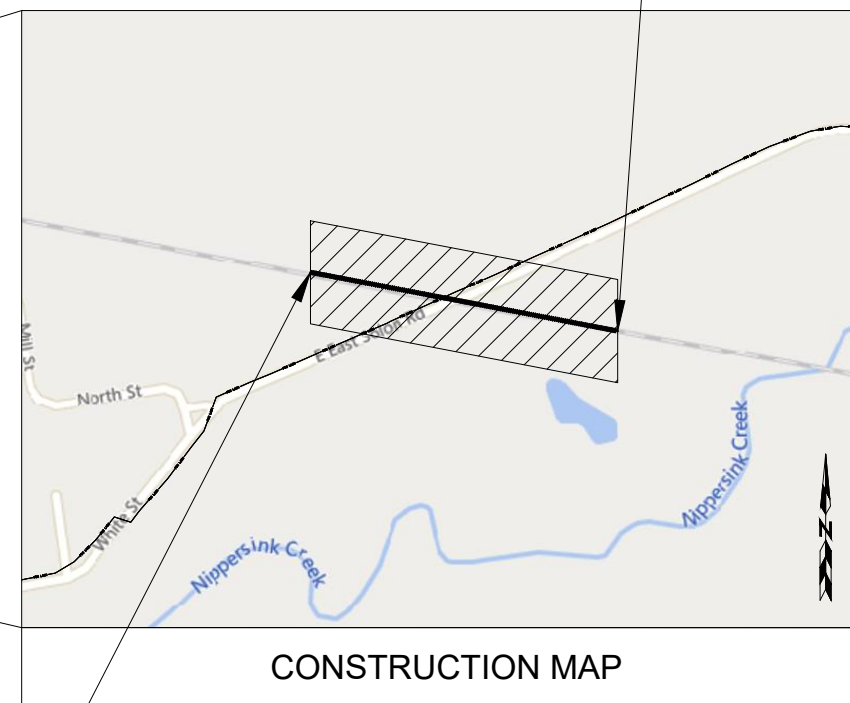 E East Solon Rd
Mill St
North St
White St
Nippersink Creek
Nippersink Creek
N
CONSTRUCTION MAP